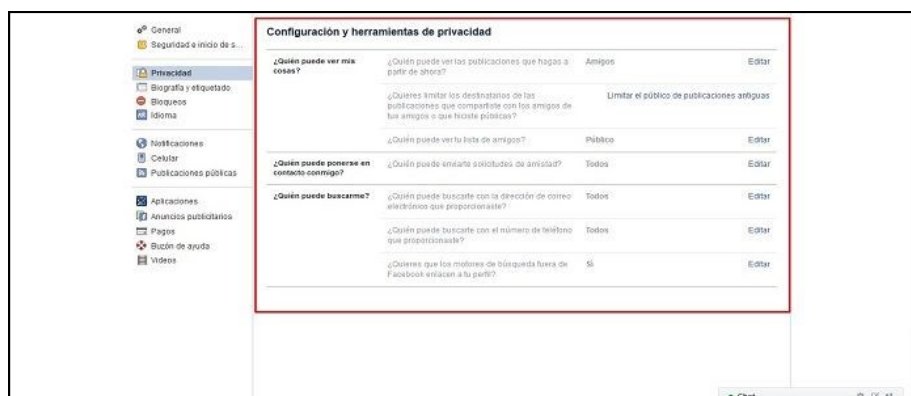 General
Seguridad e inicio de s...
Privacidad
Biografía y etiquetado
Bloqueos
Idioma
Notificaciones
Celular
Publicaciones públicas
Aplicaciones
Anuncios publicitarios
Pagos
Buzón de ayuda
Videos
Configuración y herramientas de privacidad
¿Quién puede ver mis
cosas?
¿Quién puede ver las publicaciones que hagas a
partir de ahora?
Amigos
Editar
¿Quieres limitar los destinatarios de las
publicaciones que compartiste con los amigos de
tus amigos o que hiciste públicas?
Limitar el público de publicaciones antiguas
¿Quién puede ver tu lista de amigos?
Público
Editar
¿Quién puede ponerse en
contacto conmigo?
¿Quién puede enviarte solicitudes de amistad?
Todos
Editar
¿Quién puede buscarme?
¿Quién puede buscarte con la dirección de correo
electrónico que proporcionaste?
Todos
Editar
¿Quién puede buscarte con el número de teléfono
que proporcionaste?
Todos
Editar
¿Quieres que los motores de búsqueda fuera de
Facebook enlacen a tu perfil?
Sí
Editar
Chat